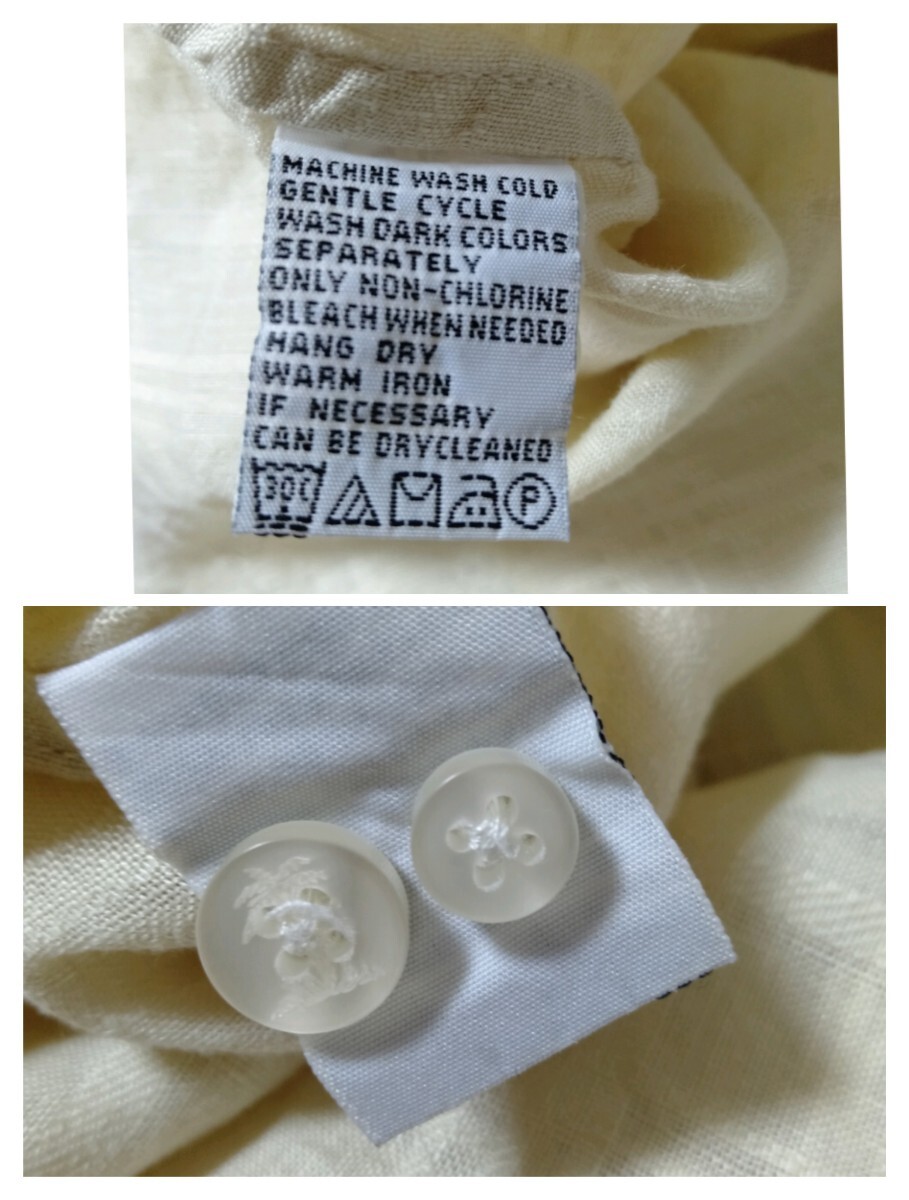 MACHINE WASH COLD
GENTLE CYCLE
WASH DARK COLORS
SEPARATELY
ONLY NON-CHLORINE
BLEACH WHEN NEEDED
HANG DRY
WARM IRON
IF NECESSARY
CAN BE DRYCLEANED
30C P